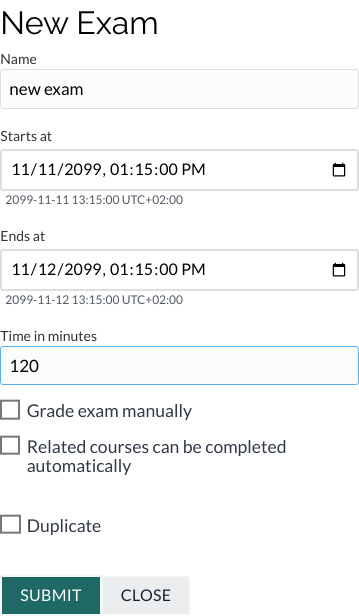 New Exam
Name
new exam
Starts at
11/11/2099, 01:15:00 PM
2099-11-11 13:15:00 UTC+02:00
Ends at
11/12/2099, 01:15:00 PM
2099-11-12 13:15:00 UTC+02:00
Time in minutes
120
Grade exam manually
Related courses can be completed
automatically
Duplicate
SUBMIT CLOSE